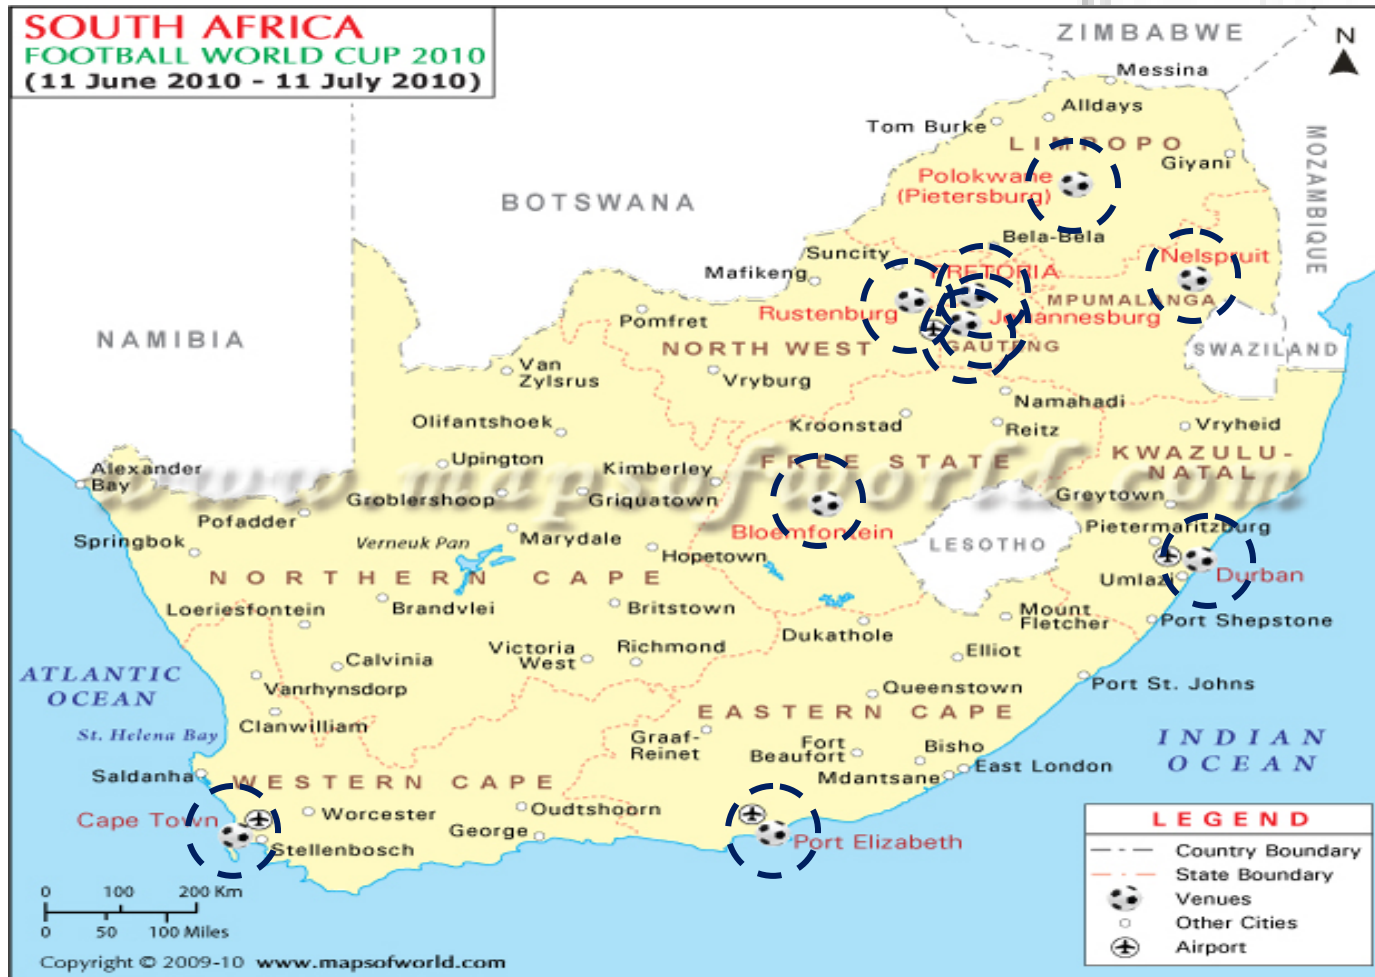 SOUTH AFRICA
FOOTBALL WORLD CUP 2010
(11 June 2010 - 11 July 2010)
ZIMBABWE
N
Messina
Alldays
Tom Burke
LIMPOPO
MOZAMBIQUE
Giyani
Polokwane
(Pietersburg)
BOTSWANA
Bela-Bela
Suncity
Nelspruit
Mafikeng
PRETORIA
MPUMALANGA
Rustenburg
Johannesburg
Pomfret
NAMIBIA
NORTH WEST
GAUTENG
SWAZILAND
Van
Zylsrus
Vryburg
Namahadi
Olifantshoek
Kroonstad
Reitz
Vryheid
Alexander
Bay
Upington
Kimberley
FREE STATE
KWAZULU-
NATAL
www.mapsofworld.com
Groblershoop
Griquatown
Greytown
Pofadder
Bloemfontein
Pietermaritzburg
Springbok
Verneuk Pan
Marydale
Hopetown
LESOTHO
NORTHERN CAPE
Umlazi
Durban
Loeriesfontein
Brandvlei
Britstown
Mount
Fletcher
Port Shepstone
Dukathole
Victoria
West
Richmond
Elliot
Calvinia
ATLANTIC
OCEAN
Vanrhynsdorp
Queenstown
Port St. Johns
Clanwilliam
EASTERN CAPE
St. Helena Bay
Graaf-
Reinet
Fort
Beaufort
Bisho
INDIAN
OCEAN
Saldanha
WESTERN CAPE
Mdantsane
East London
Cape Town
Worcester
Oudtshoorn
George
Stellenbosch
Port Elizabeth
LEGEND
Country Boundary
State Boundary
Venues
Other Cities
Airport
0 100 200 Km
0 50 100 Miles
Copyright © 2009-10 www.mapsofworld.com